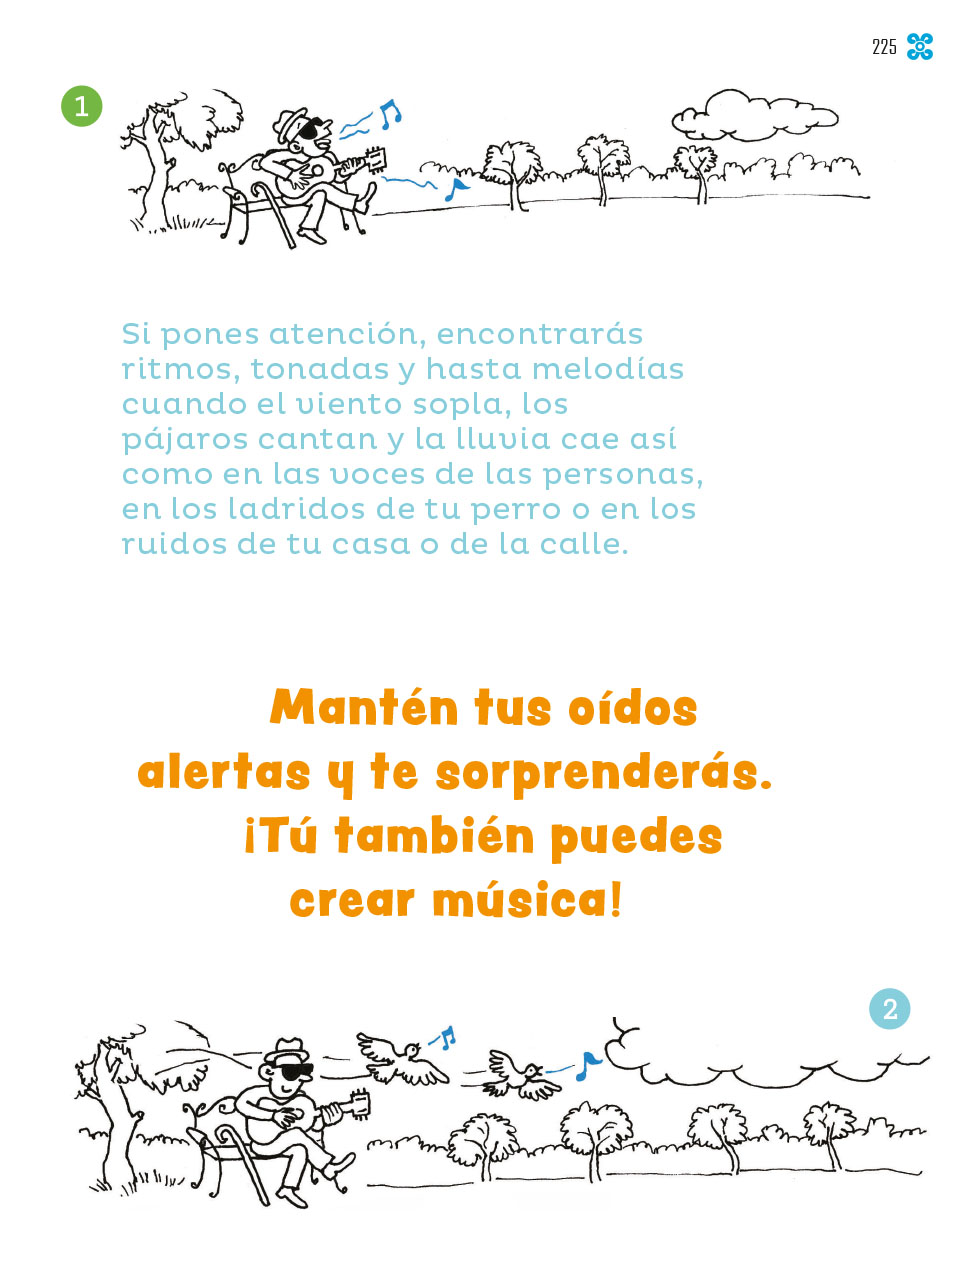 225
1
Si pones atención, encontrarás
ritmos, tonadas y hasta melodías
cuando el viento sopla, los
pájaros cantan y la lluvia cae así
como en las voces de las personas,
en los ladridos de tu perro o en los
ruidos de tu casa o de la calle.
Mantén tus oídos
alertas y te sorprenderás.
¡Tú también puedes
crear música!
2